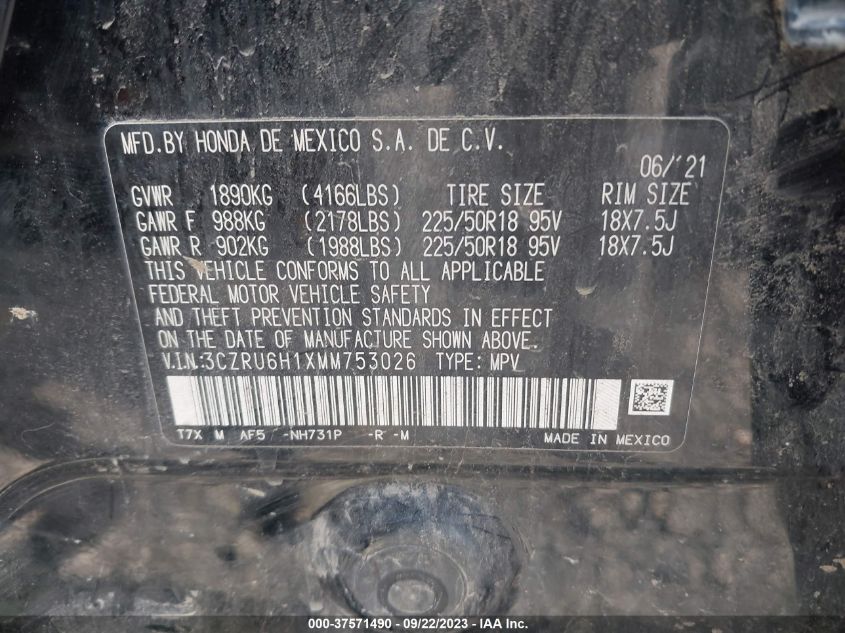 MFD.BY HONDA DE MEXICO S.A. DE C.V.
06/'21
GVWR 1890KG (4166LBS) TIRE SIZE RIM SIZE
GAWR F 988KG (2178LBS) 225/50R18 95V 18X7.5J
GAWR R 902KG (1988LBS) 225/50R18 95V 18X7.5J
THIS VEHICLE CONFORMS TO ALL APPLICABLE
FEDERAL MOTOR VEHICLE SAFETY
AND THEFT PREVENTION STANDARDS IN EFFECT
ON THE DATE OF MANUFACTURE SHOWN ABOVE.
V.I.N:3CZRU6H1XMM753026 TYPE: MPV
T7X M AF5 -NH731P -R -M MADE IN MEXICO
000-37571490 - 09/22/2023 - IAA Inc.